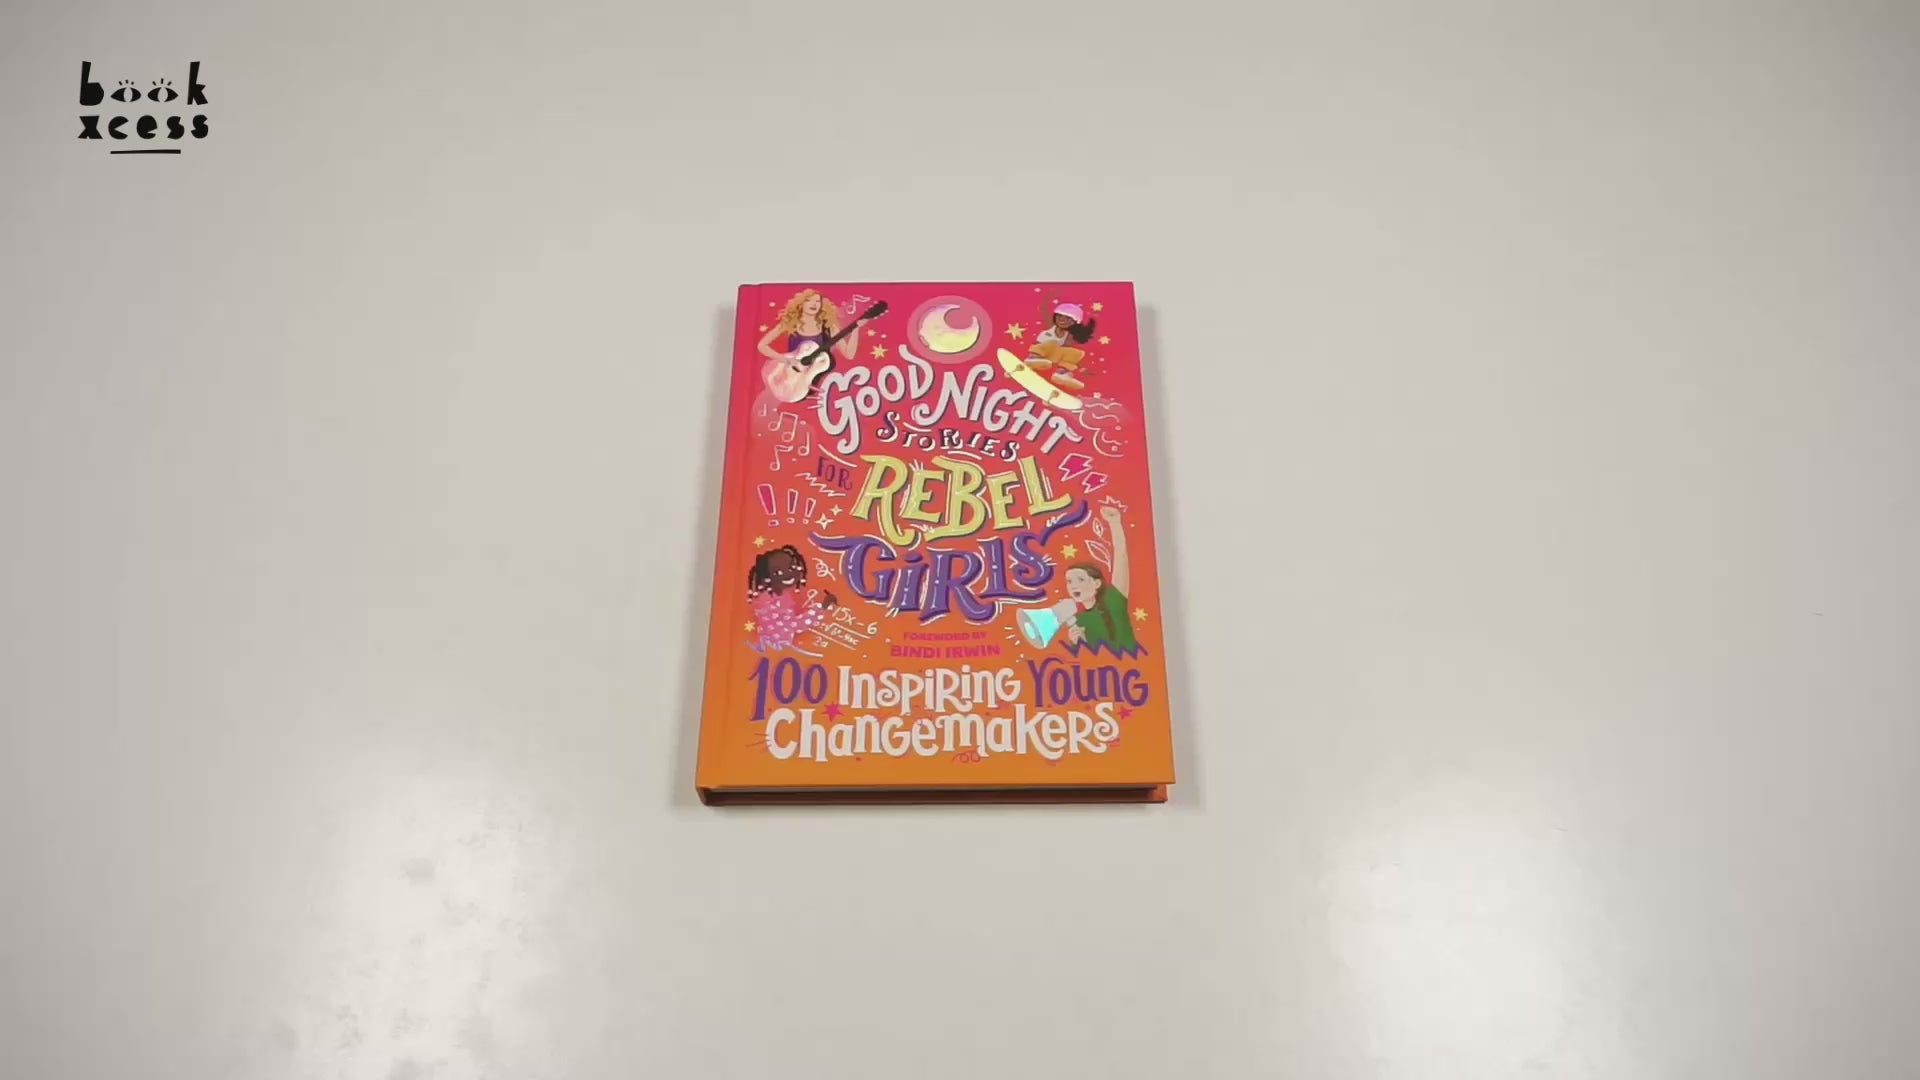 book
xcess
GOOD NIGHT
STORIES
FOR REBEL
GIRLS
FOREWORD BY
BINDI IRWIN
100 INSPIRING YOUNG
CHANGEMAKERS